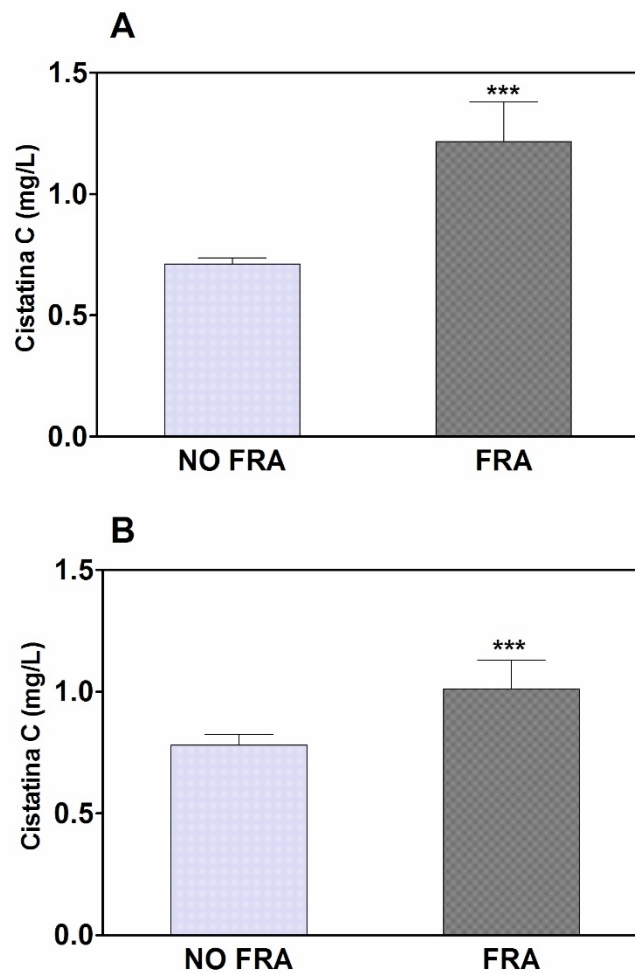 A
Cistatina C (mg/L)
1.5
1.0
0.5
0.0
***
NO FRA
FRA
B
Cistatina C (mg/L)
1.5
1.0
0.5
0.0
***
NO FRA
FRA